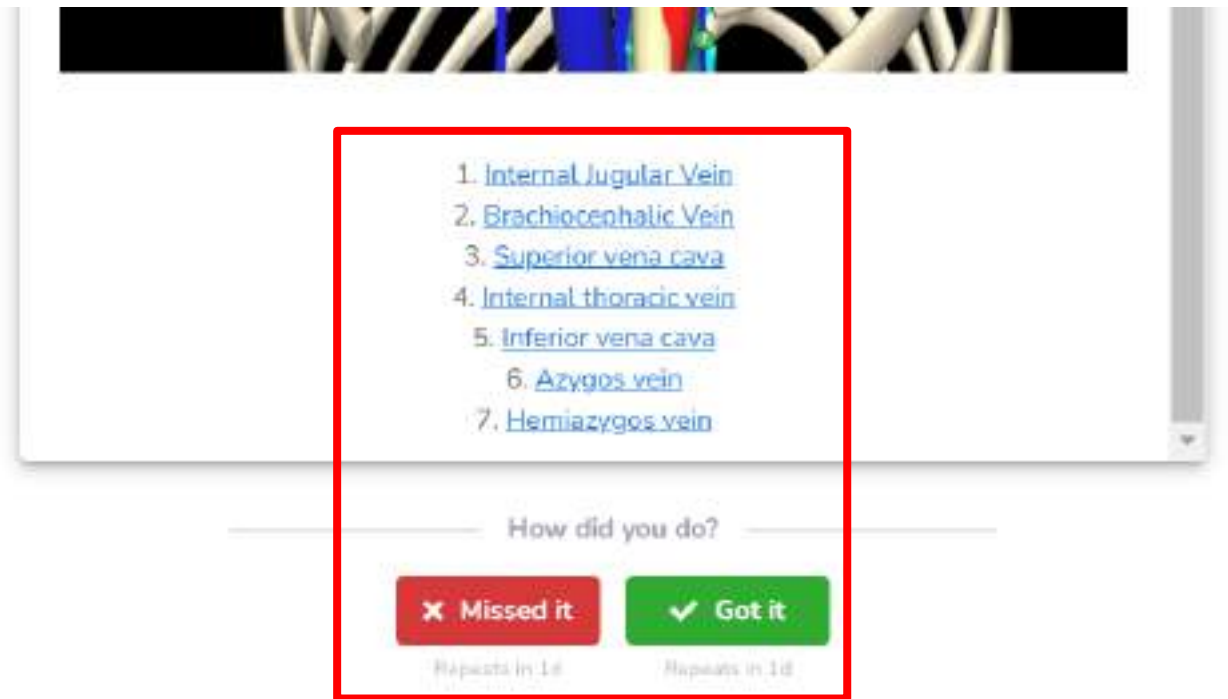 1. Internal Jugular Vein
2. Brachiocephalic Vein
3. Superior vena cava
4. Internal thoracic vein
5. Inferior vena cava
6. Azygos vein
7. Hemiazygos vein
How did you do?
Missed it Got it
Repeats in 1d Repeats in 1d